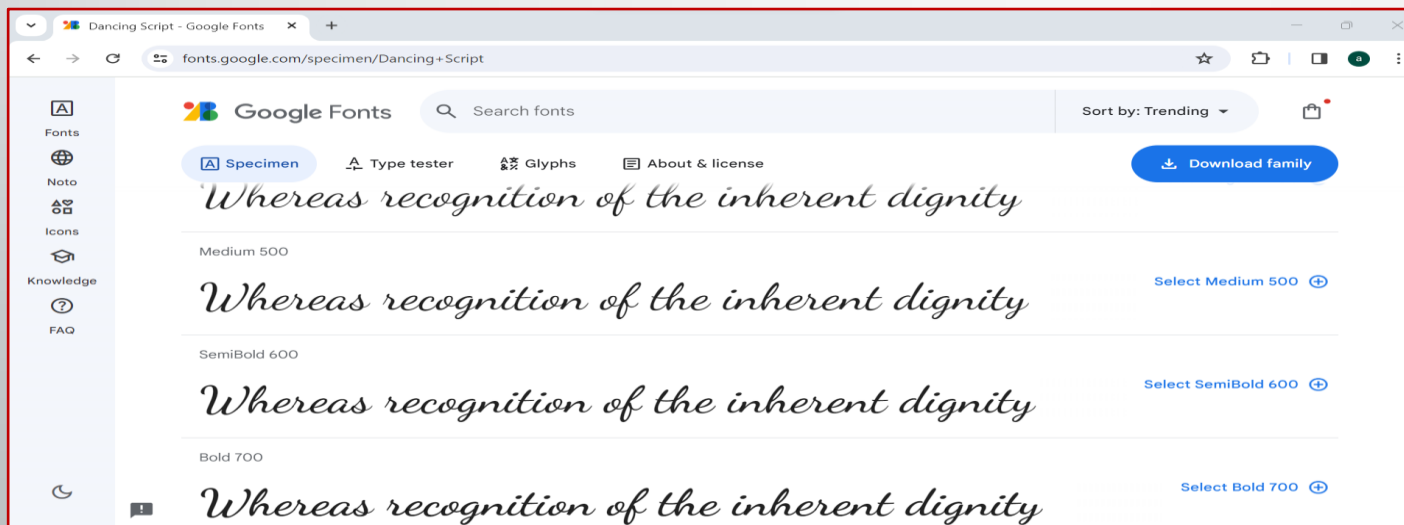 Dancing Script - Google Fonts
fonts.google.com/specimen/Dancing+Script
a
Fonts
Noto
Icons
Knowledge
FAQ
Google Fonts
Search fonts
Sort by: Trending
Specimen
Type tester
Glyphs
About & license
Download family
Whereas recognition of the inherent dignity
Medium 500
Whereas recognition of the inherent dignity
Select Medium 500
SemiBold 600
Whereas recognition of the inherent dignity
Select SemiBold 600
Bold 700
Whereas recognition of the inherent dignity
Select Bold 700